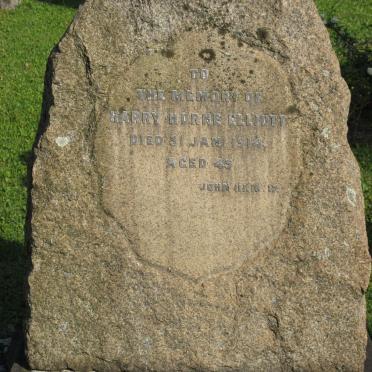 TO
THE MEMORY OF
HARRY HORNE ELLIOTT
DIED 31 JAN. 1914.
AGED 45
JOHN